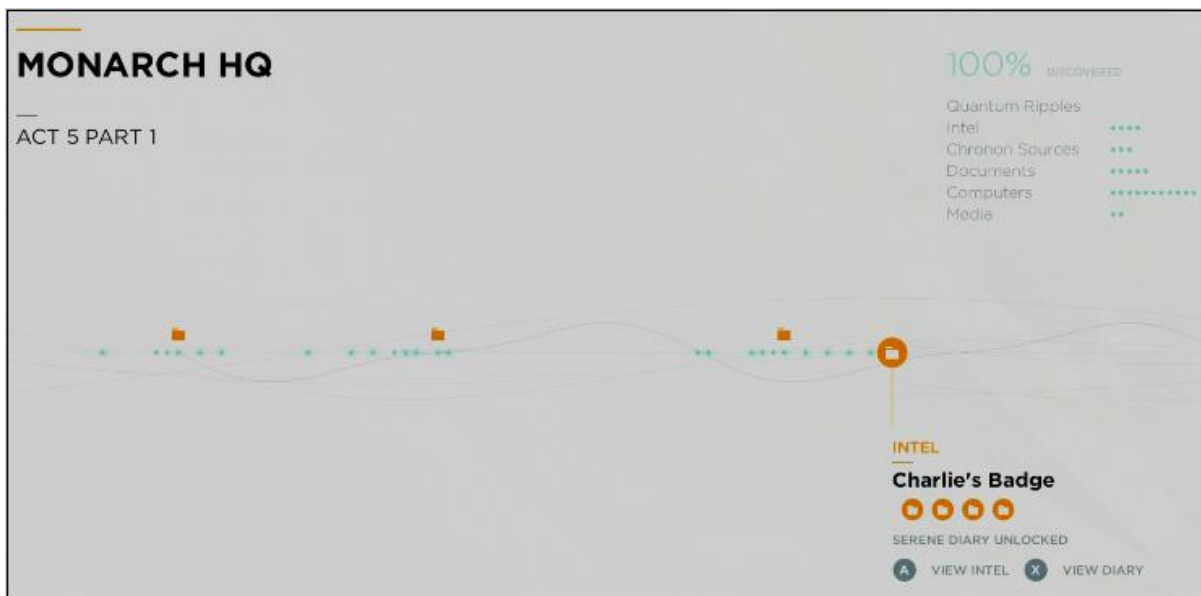 MONARCH HQ
ACT 5 PART 1
100% DISCOVERED
Quantum Ripples
Intel
Chronon Sources
Documents
Computers
Media
INTEL
Charlie's Badge
SERENE DIARY UNLOCKED
A VIEW INTEL X VIEW DIARY